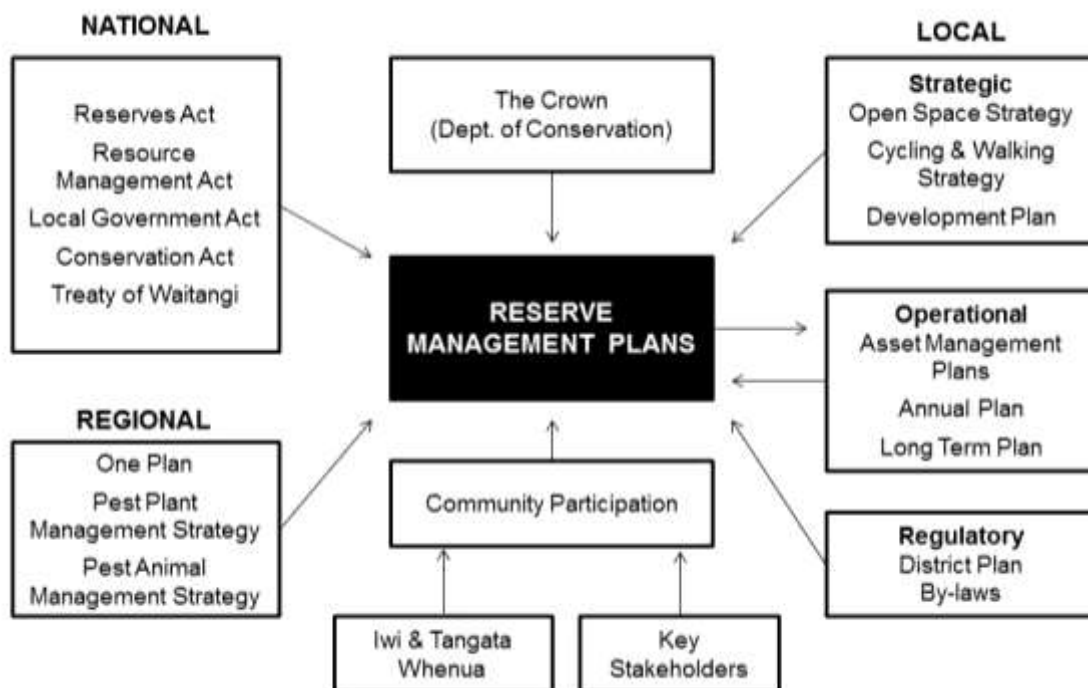 NATIONAL
Reserves Act
Resource
Management Act
Local Government Act
Conservation Act
Treaty of Waitangi
REGIONAL
One Plan
Pest Plant
Management Strategy
Pest Animal
Management Strategy
The Crown
(Dept. of Conservation)
RESERVE
MANAGEMENT PLANS
Community Participation
Iwi & Tangata
Whenua
Key
Stakeholders
LOCAL
Strategic
Open Space Strategy
Cycling & Walking
Strategy
Development Plan
Operational
Asset Management
Plans
Annual Plan
Long Term Plan
Regulatory
District Plan
By-laws